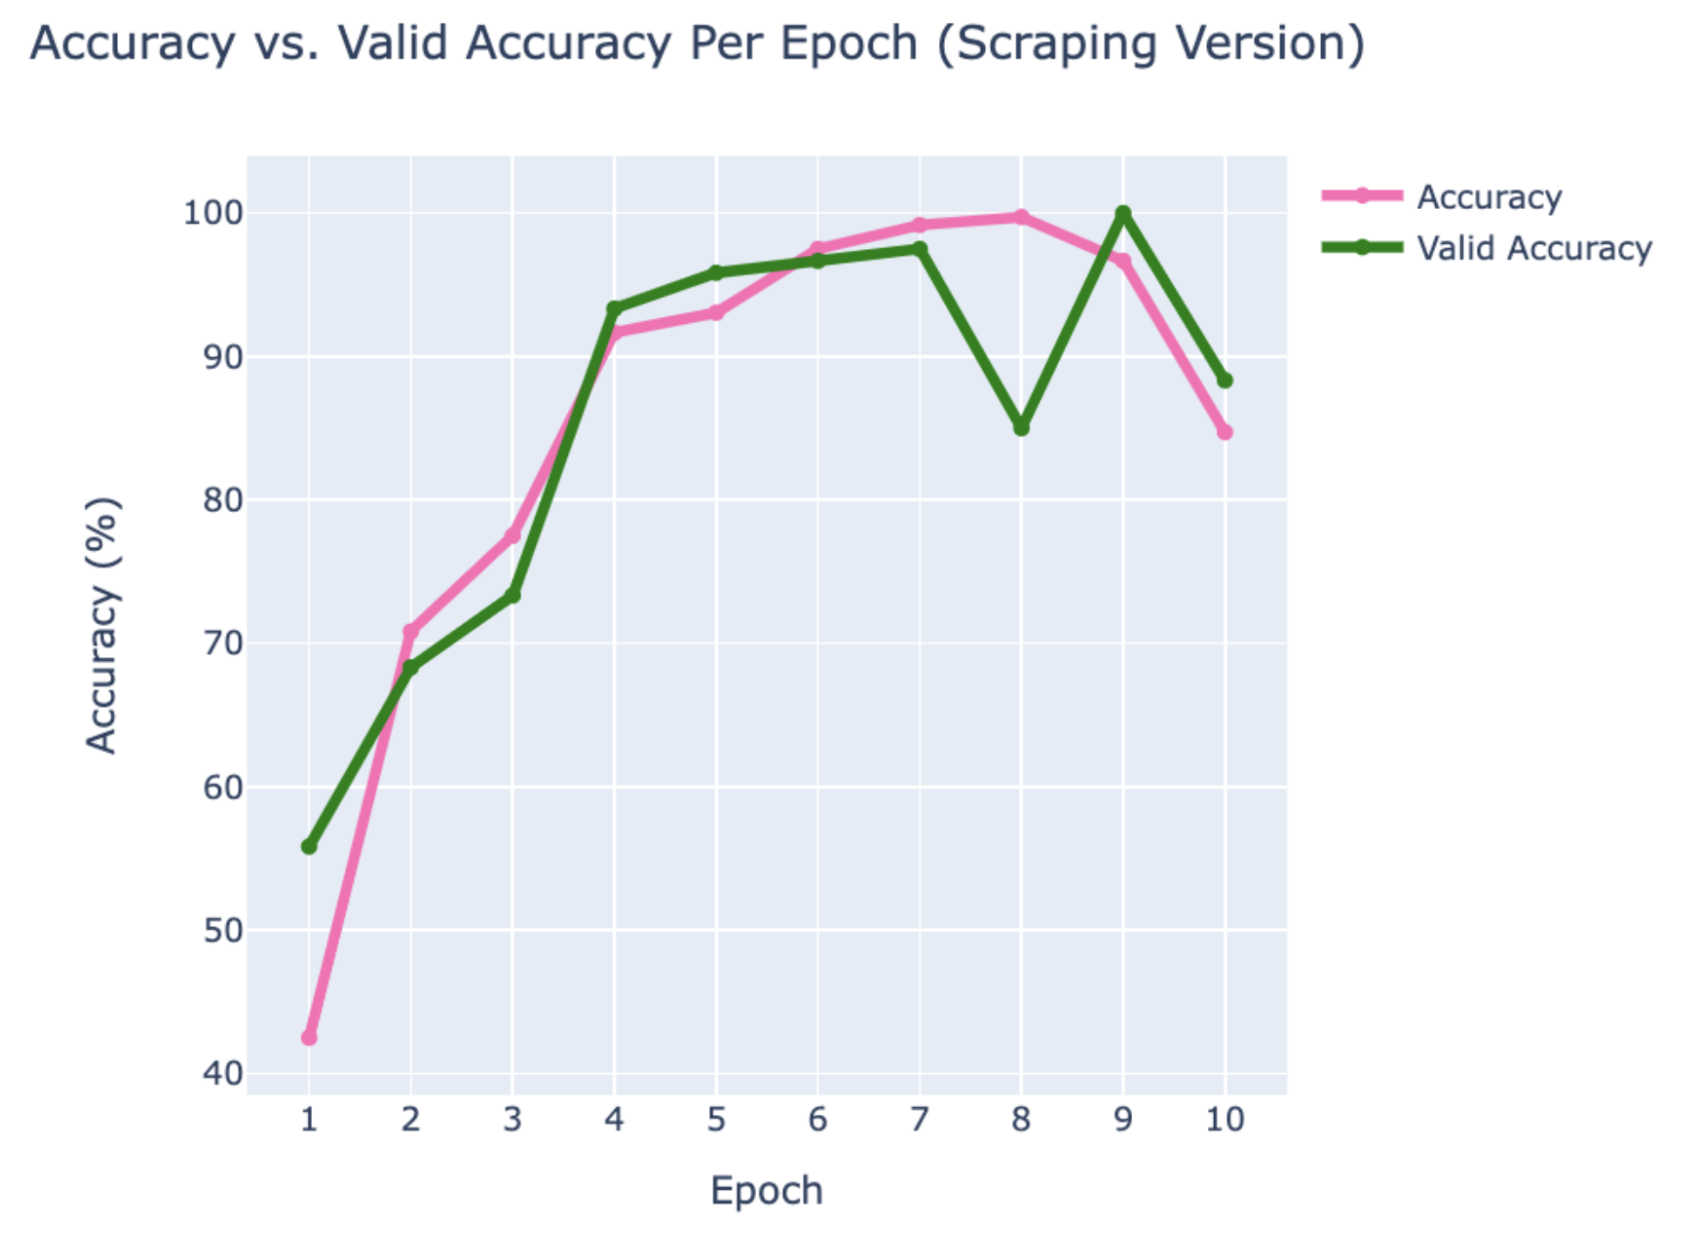 Accuracy vs. Valid Accuracy Per Epoch (Scraping Version)
Accuracy
Valid Accuracy
100
90
80
70
60
50
40
Accuracy (%)
1 2 3 4 5 6 7 8 9 10
Epoch